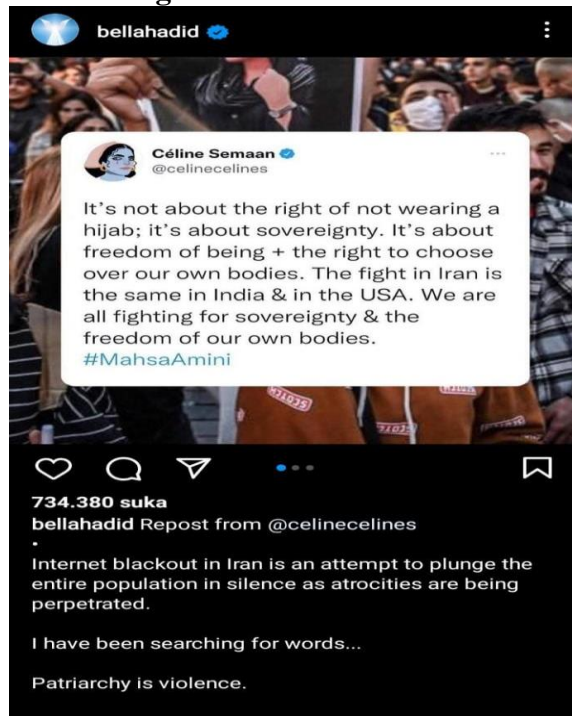 bellahadid
Céline Semaan
@celinecelines
It's not about the right of not wearing a
hijab; it's about sovereignty. It's about
freedom of being + the right to choose
over our own bodies. The fight in Iran is
the same in India & in the USA. We are
all fighting for sovereignty & the
freedom of our own bodies.
#MahsaAmini
734.380 suka
bellahadid Repost from @celinecelines
.
Internet blackout in Iran is an attempt to plunge the
entire population in silence as atrocities are being
perpetrated.
I have been searching for words...
Patriarchy is violence.